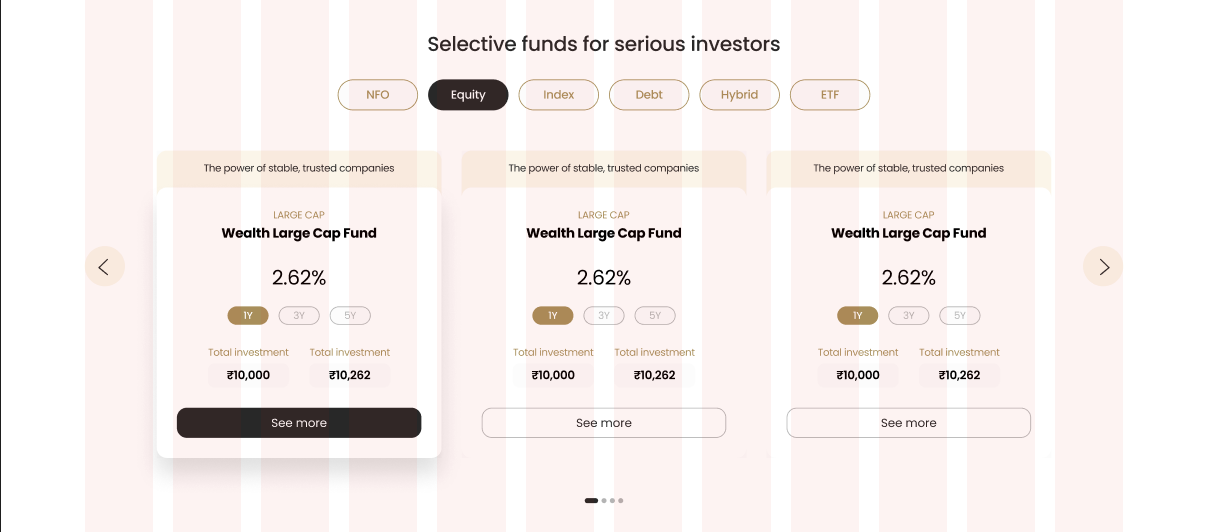 Selective funds for serious investors
NFO Equity Index Debt Hybrid ETF
The power of stable, trusted companies
LARGE CAP
Wealth Large Cap Fund
2.62%
1Y 3Y 5Y
Total investment Total investment
₹10,000 ₹10,262
See more
The power of stable, trusted companies
LARGE CAP
Wealth Large Cap Fund
2.62%
1Y 3Y 5Y
Total investment Total investment
₹10,000 ₹10,262
See more
The power of stable, trusted companies
LARGE CAP
Wealth Large Cap Fund
2.62%
1Y 3Y 5Y
Total investment Total investment
₹10,000 ₹10,262
See more